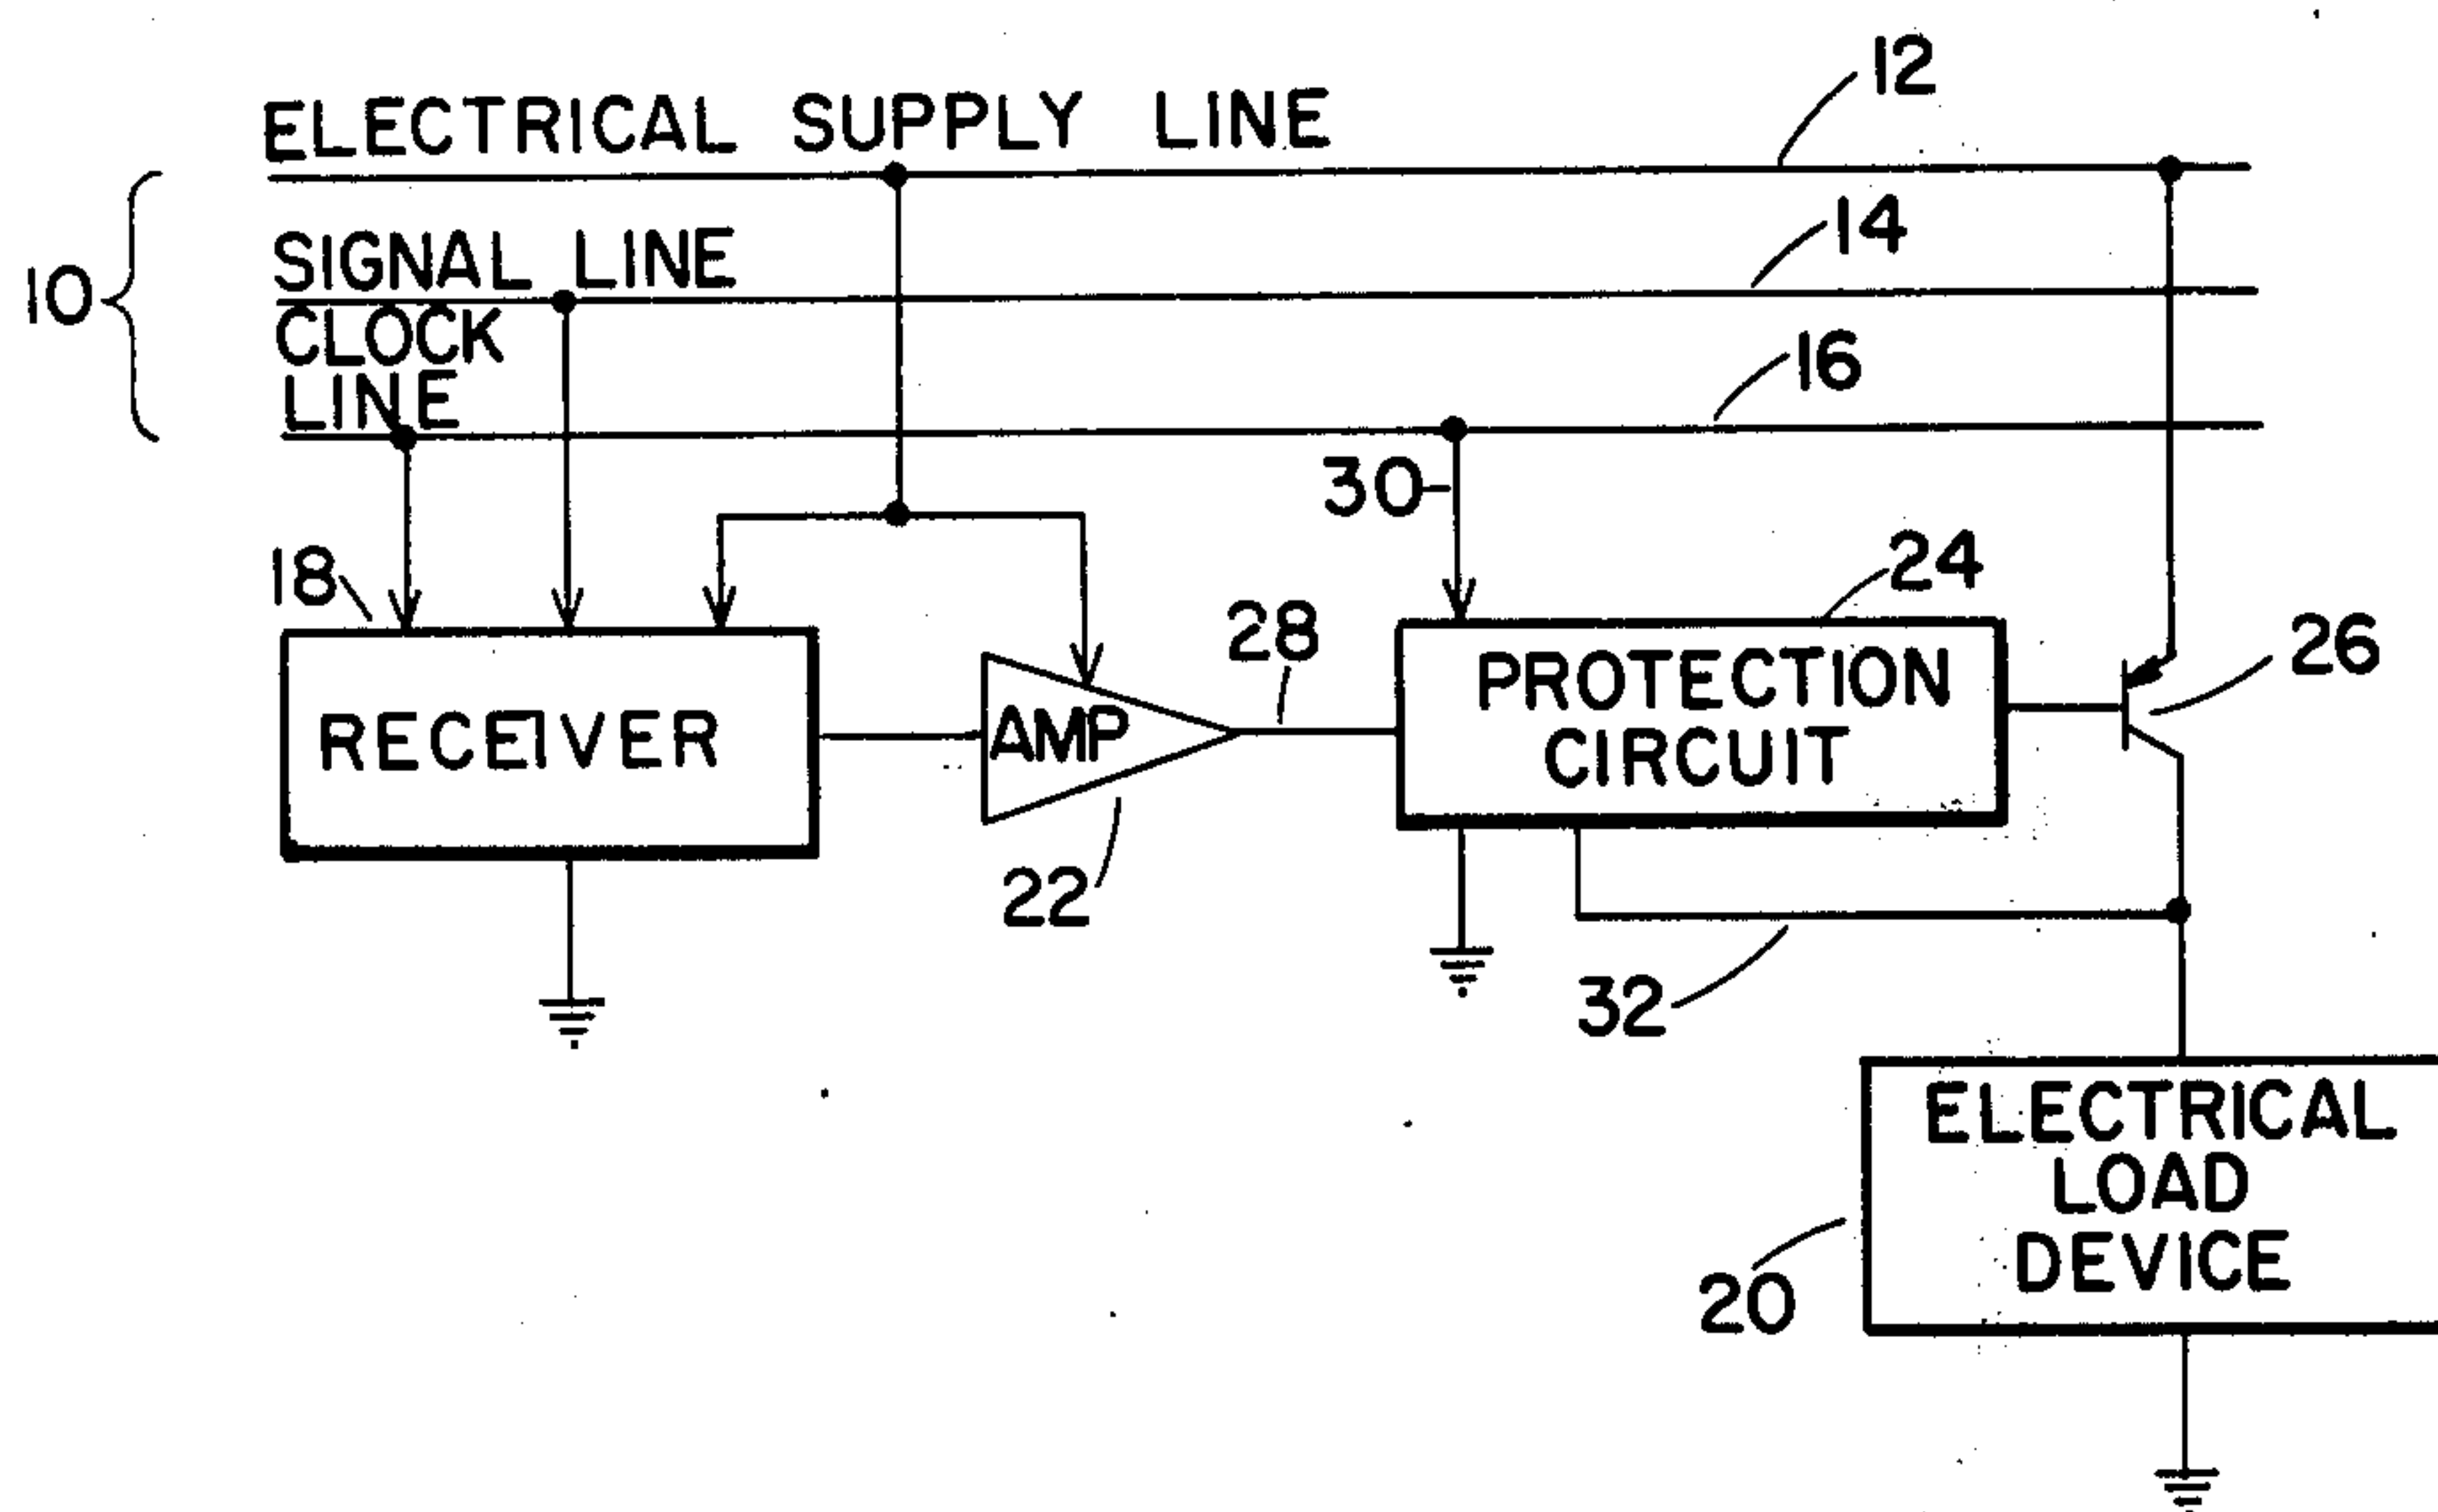 12
ELECTRICAL SUPPLY LINE
14
SIGNAL LINE
10
CLOCK
LINE
16
30
18
24
28
26
RECEIVER
AMP
PROTECTION
CIRCUIT
22
32
ELECTRICAL
LOAD
DEVICE
20